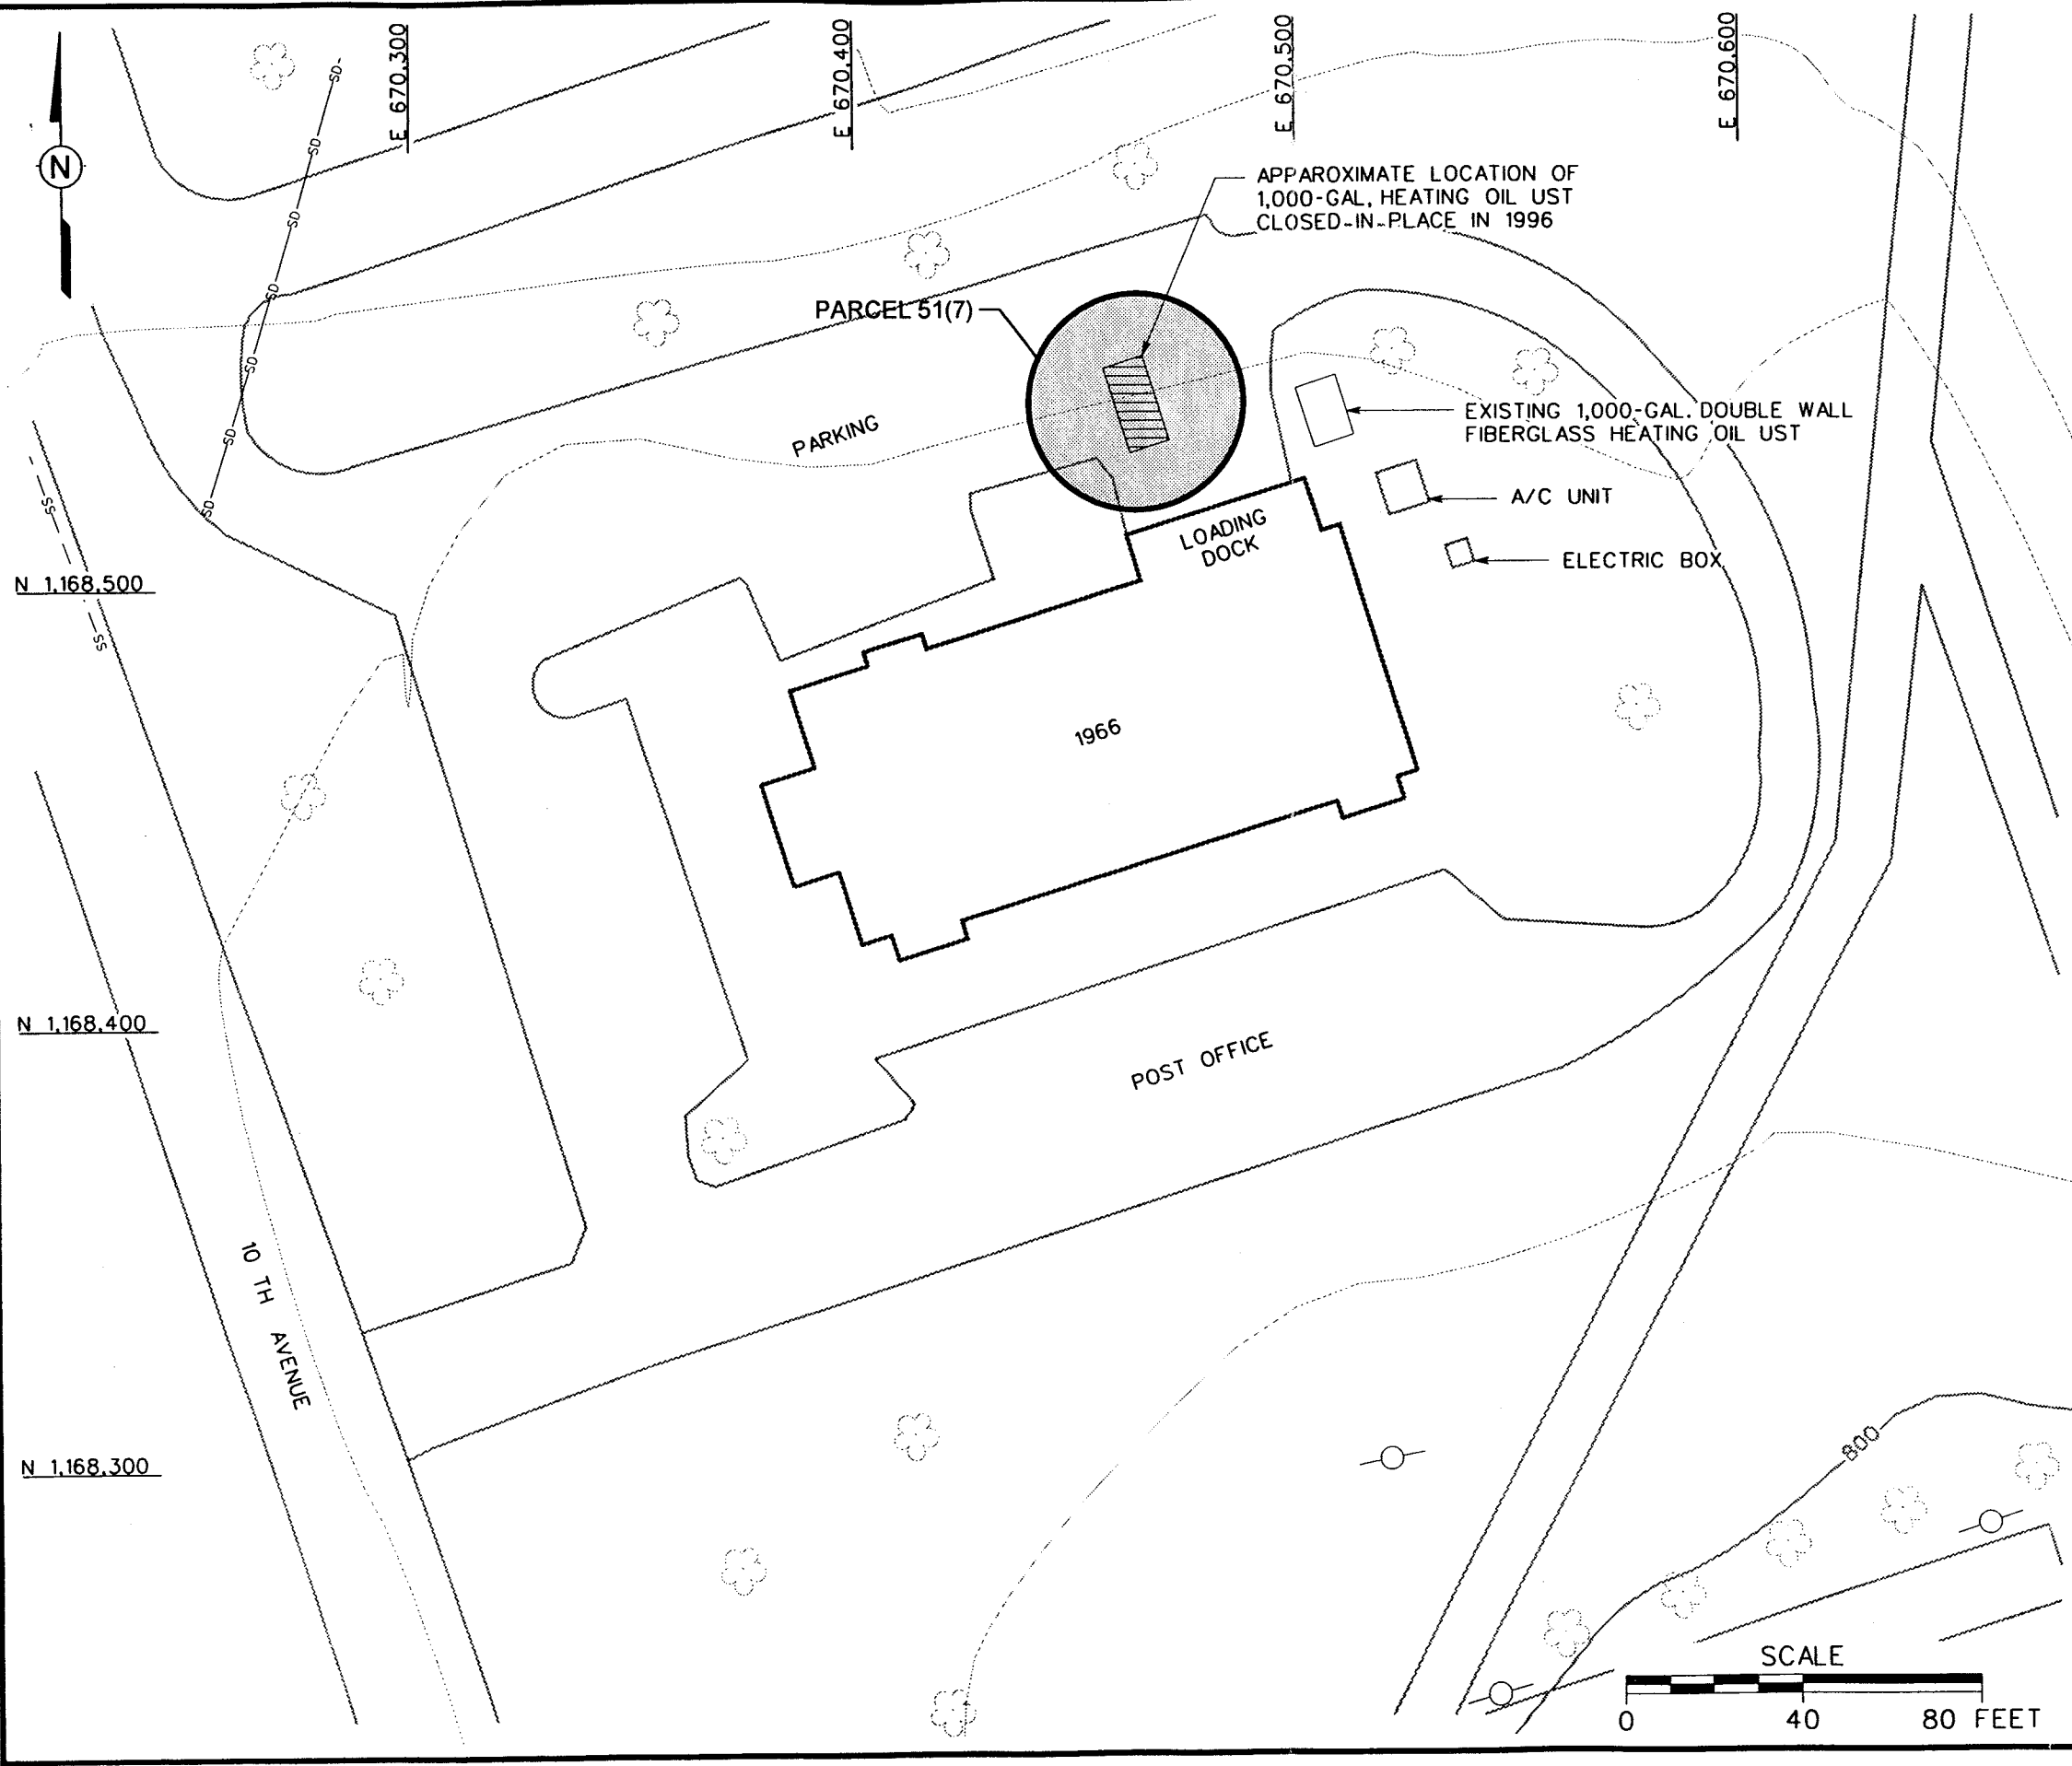 E 670,300
E 670,400
E 670,500
E 670,600
SD
SD
SD
SD
SD
SD
SD
N
APPAROXIMATE LOCATION OF
1,000-GAL, HEATING OIL UST
CLOSED-IN-PLACE IN 1996
PARCEL 51(7)
PARKING
EXISTING 1,000-GAL. DOUBLE WALL
FIBERGLASS HEATING OIL UST
A/C UNIT
ELECTRIC BOX
LOADING
DOCK
SS
SS
N 1,168,500
1966
N 1,168,400
POST OFFICE
10 TH AVENUE
N 1,168,300
800
SCALE
0 40 80 FEET